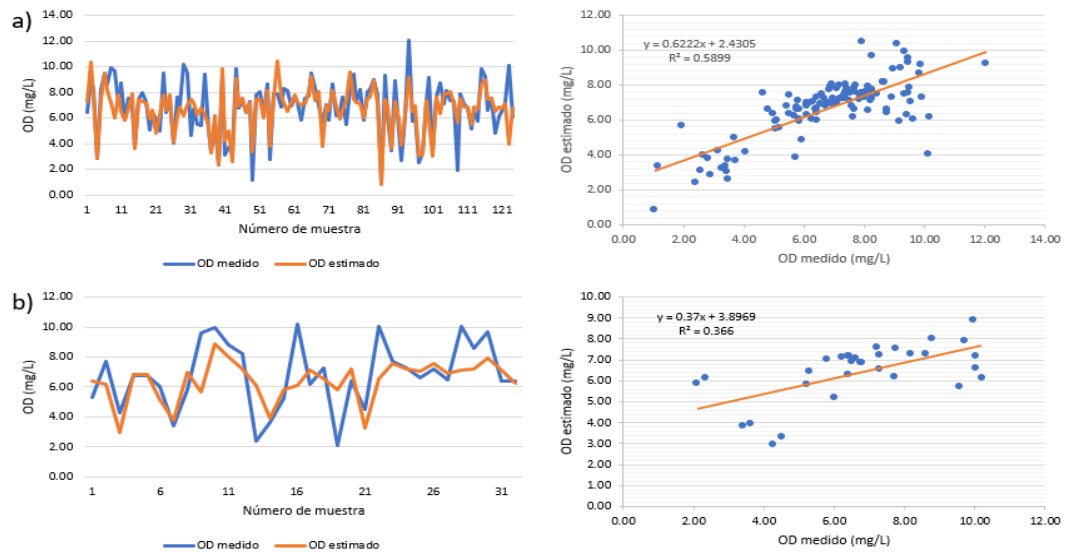 a)
14.00
12.00
10.00
8.00
6.00
4.00
2.00
0.00
OD (mg/L)
1 11 21 31 41 51 61 71 81 91 101 111 121
Número de muestra
OD medido OD estimado
12.00
10.00
8.00
6.00
4.00
2.00
0.00
OD estimado (mg/L)
y = 0.6222x + 2.4305
R² = 0.5899
0.00 2.00 4.00 6.00 8.00 10.00 12.00 14.00
OD medido (mg/L)
b)
12.00
10.00
8.00
6.00
4.00
2.00
0.00
OD (mg/L)
1 6 11 16 21 26 31
Número de muestra
OD medido OD estimado
10.00
9.00
8.00
7.00
6.00
5.00
4.00
3.00
2.00
1.00
0.00
OD estimado (mg/L)
y = 0.37x + 3.8969
R² = 0.366
0.00 2.00 4.00 6.00 8.00 10.00 12.00
OD medido (mg/L)